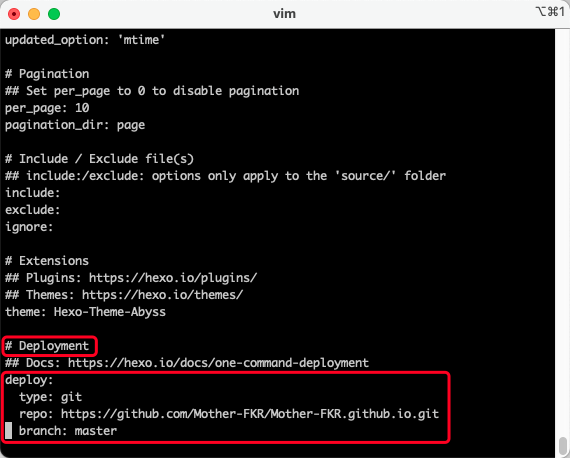 vim
⌥⌘1
updated_option: 'mtime'
# Pagination
## Set per_page to 0 to disable pagination
per_page: 10
pagination_dir: page
# Include / Exclude file(s)
## include:/exclude: options only apply to the 'source/' folder
include:
exclude:
ignore:
# Extensions
## Plugins: https://hexo.io/plugins/
## Themes: https://hexo.io/themes/
theme: Hexo-Theme-Abyss
# Deployment
## Docs: https://hexo.io/docs/one-command-deployment
deploy:
  type: git
  repo: https://github.com/Mother-FKR/Mother-FKR.github.io.git
  branch: master